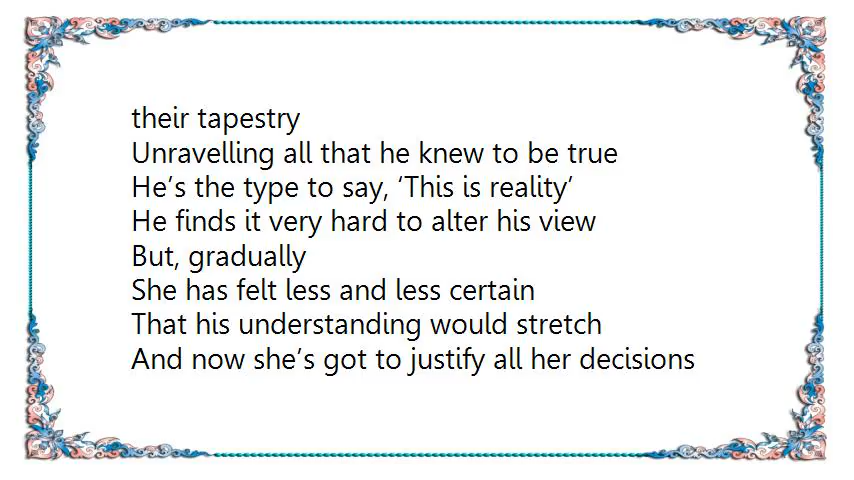 their tapestry
Unravelling all that he knew to be true
He’s the type to say, ‘This is reality’
He finds it very hard to alter his view
But, gradually
She has felt less and less certain
That his understanding would stretch
And now she’s got to justify all her decisions